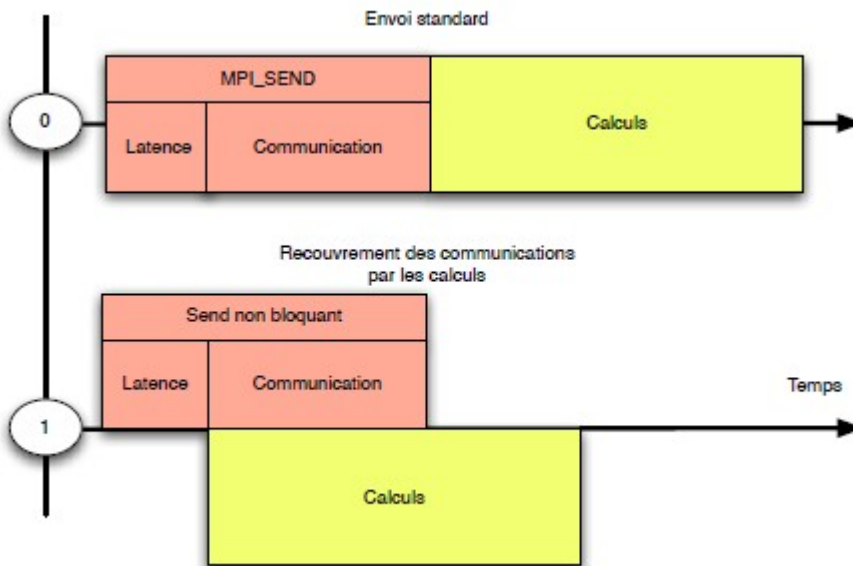 Envoi standard
MPI_SEND
0
Latence
Communication
Calculs
Recouvrement des communications
par les calculs
Send non bloquant
Latence
Communication
Temps
1
Calculs